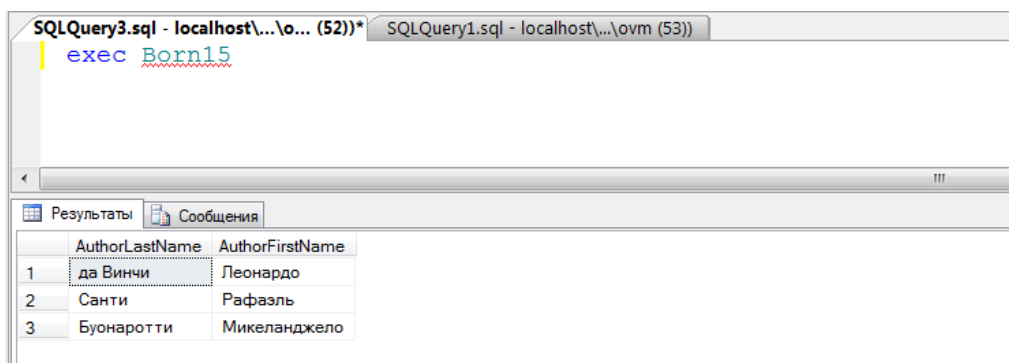 SQLQuery3.sql - localhost\...\o... (52))* SQLQuery1.sql - localhost\...\ovm (53))
exec Born15
Результаты Сообщения
AuthorLastName AuthorFirstName
1 да Винчи Леонардо
2 Санти Рафаэль
3 Буонаротти Микеланджело